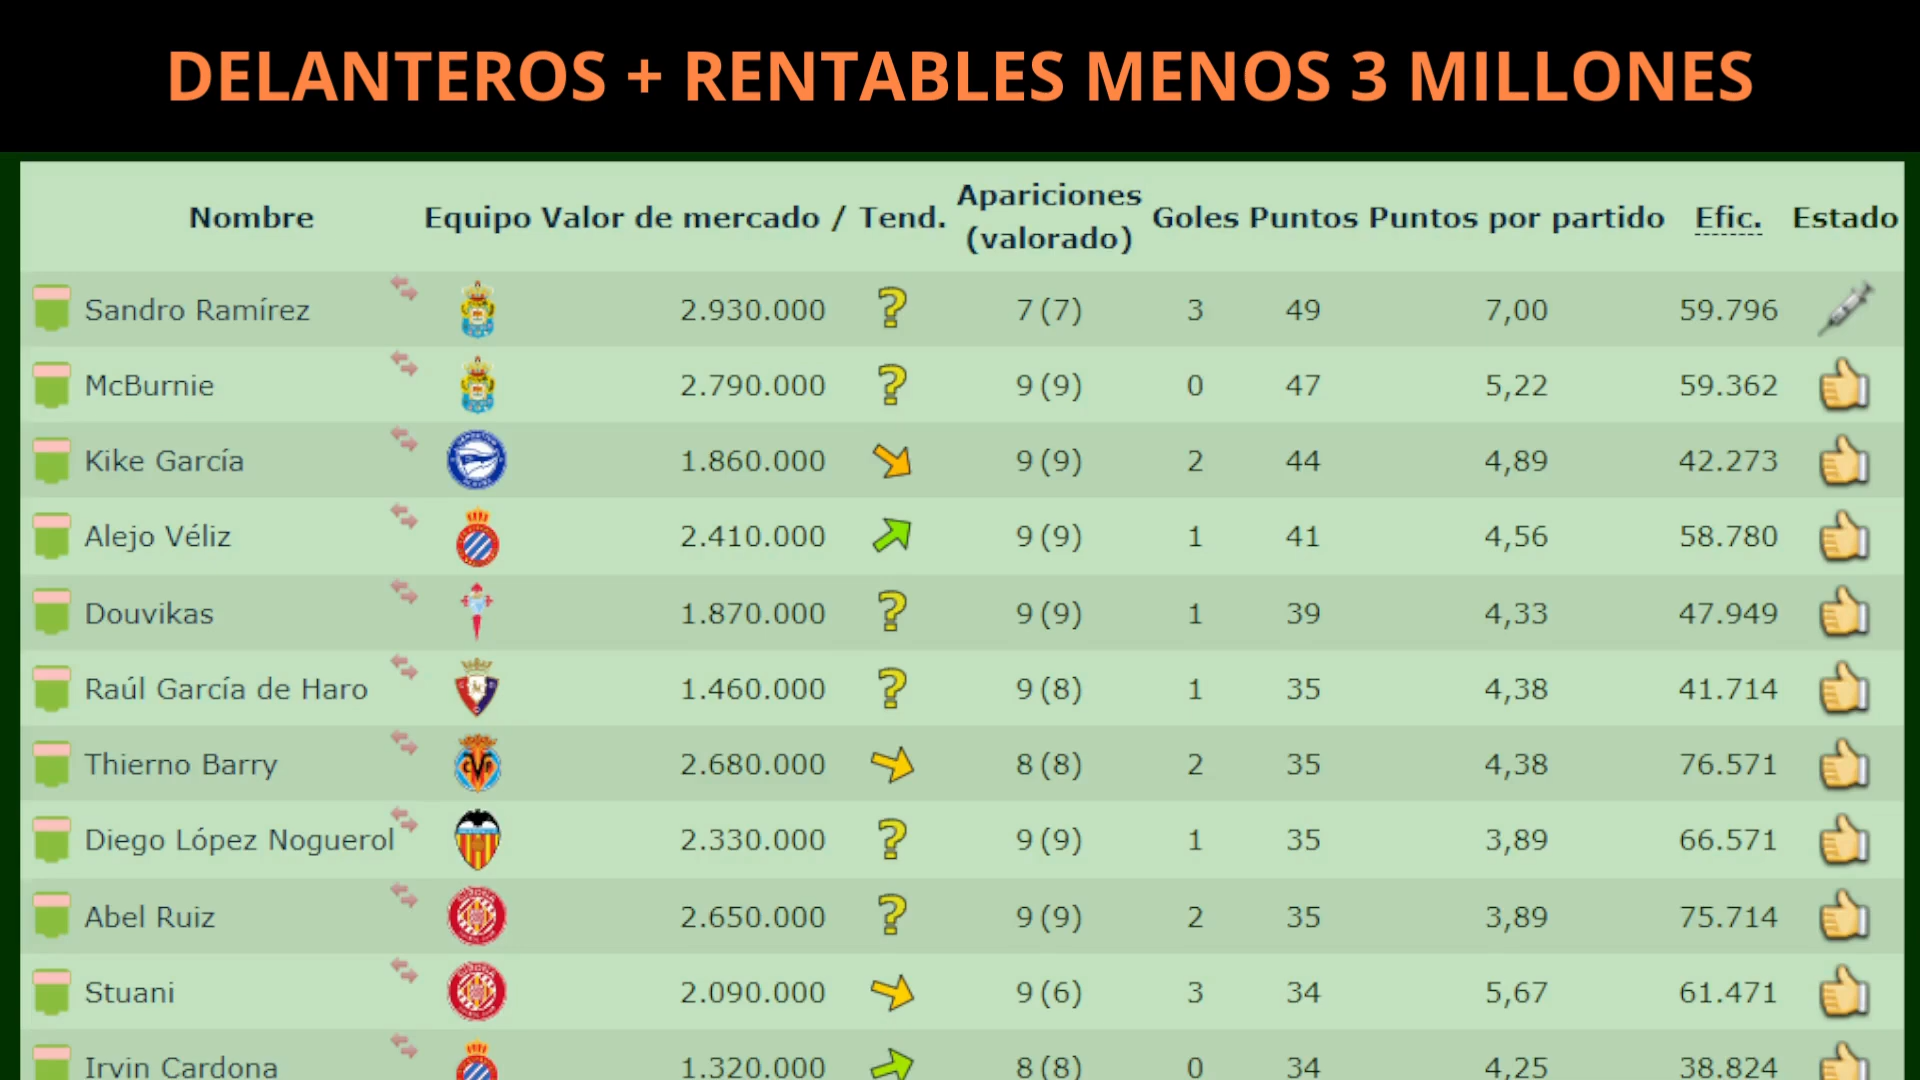 DELANTEROS + RENTABLES MENOS 3 MILLONES
Nombre Equipo Valor de mercado / Tend. Apariciones (valorado) Goles Puntos Puntos por partido Efic. Estado
Sandro Ramírez 2.930.000 ? 7 (7) 3 49 7,00 59.796
McBurnie 2.790.000 ? 9 (9) 0 47 5,22 59.362
Kike García 1.860.000 9 (9) 2 44 4,89 42.273
Alejo Véliz 2.410.000 9 (9) 1 41 4,56 58.780
Douvikas 1.870.000 ? 9 (9) 1 39 4,33 47.949
Raúl García de Haro 1.460.000 ? 9 (8) 1 35 4,38 41.714
Thierno Barry 2.680.000 8 (8) 2 35 4,38 76.571
Diego López Noguerol 2.330.000 ? 9 (9) 1 35 3,89 66.571
Abel Ruiz 2.650.000 ? 9 (9) 2 35 3,89 75.714
Stuani 2.090.000 9 (6) 3 34 5,67 61.471
Irvin Cardona 1.320.000 8 (8) 0 34 4,25 38.824